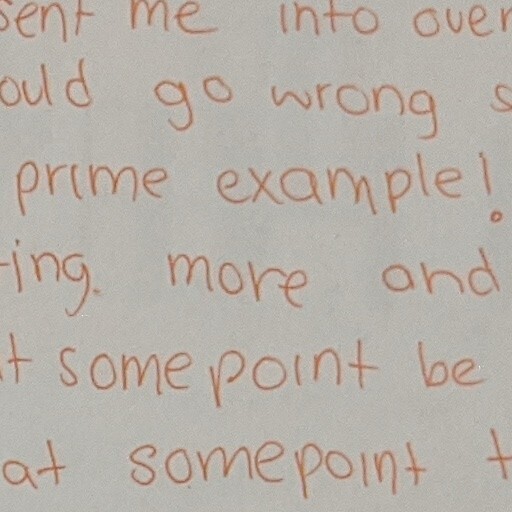 sent me into over
ould go wrong s
prime example!
ing. more and
t somepoint be
at somepoint t